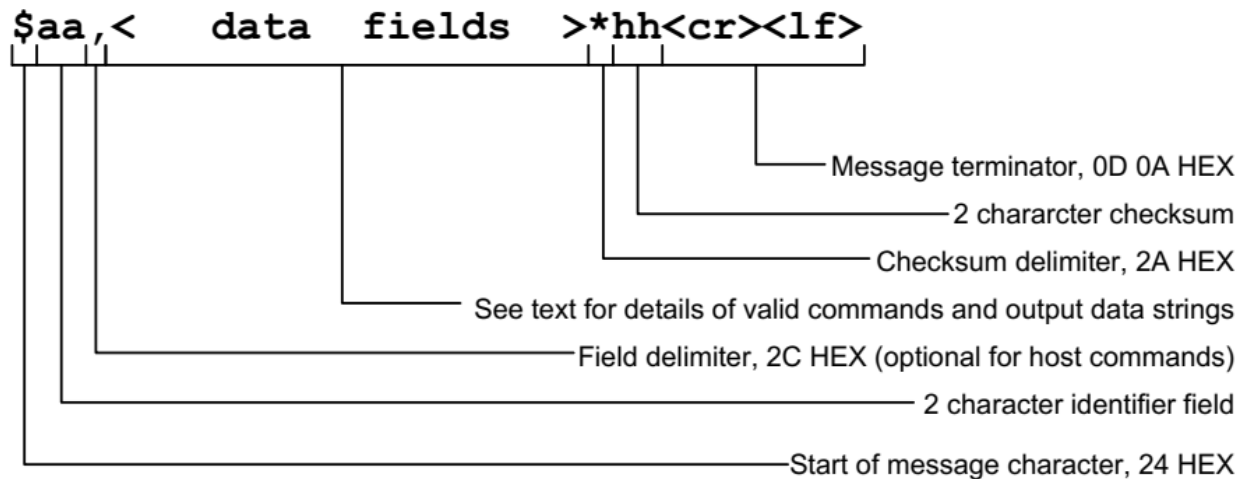 $aa,< data fields >*hh<cr><lf>
Message terminator, 0D 0A HEX
2 chararcter checksum
Checksum delimiter, 2A HEX
See text for details of valid commands and output data strings
Field delimiter, 2C HEX (optional for host commands)
2 character identifier field
Start of message character, 24 HEX